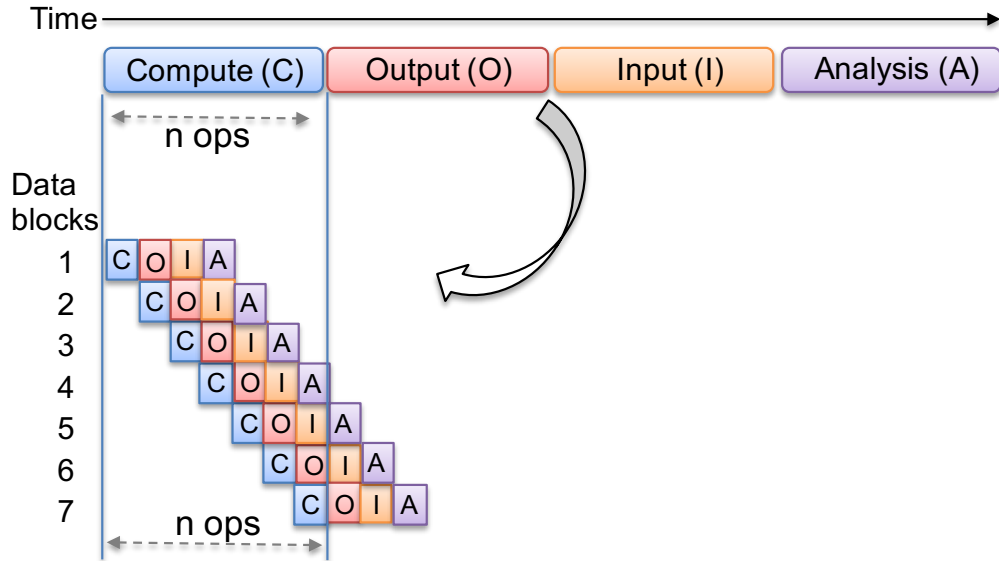 Time
Compute (C) Output (O) Input (I) Analysis (A)
n ops
Data
blocks
1 C O I A
2 C O I A
3 C O I A
4 C O I A
5 C O I A
6 C O I A
7 C O I A
n ops